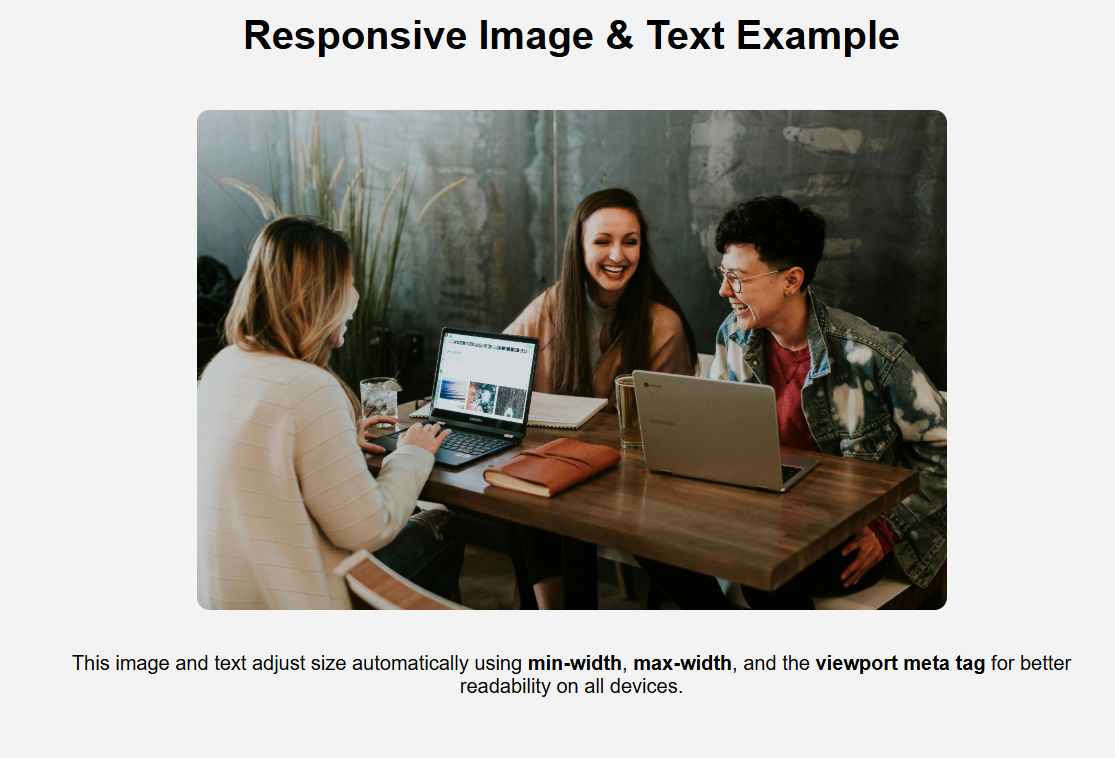 Responsive Image & Text Example
This image and text adjust size automatically using min-width, max-width, and the viewport meta tag for better
readability on all devices.